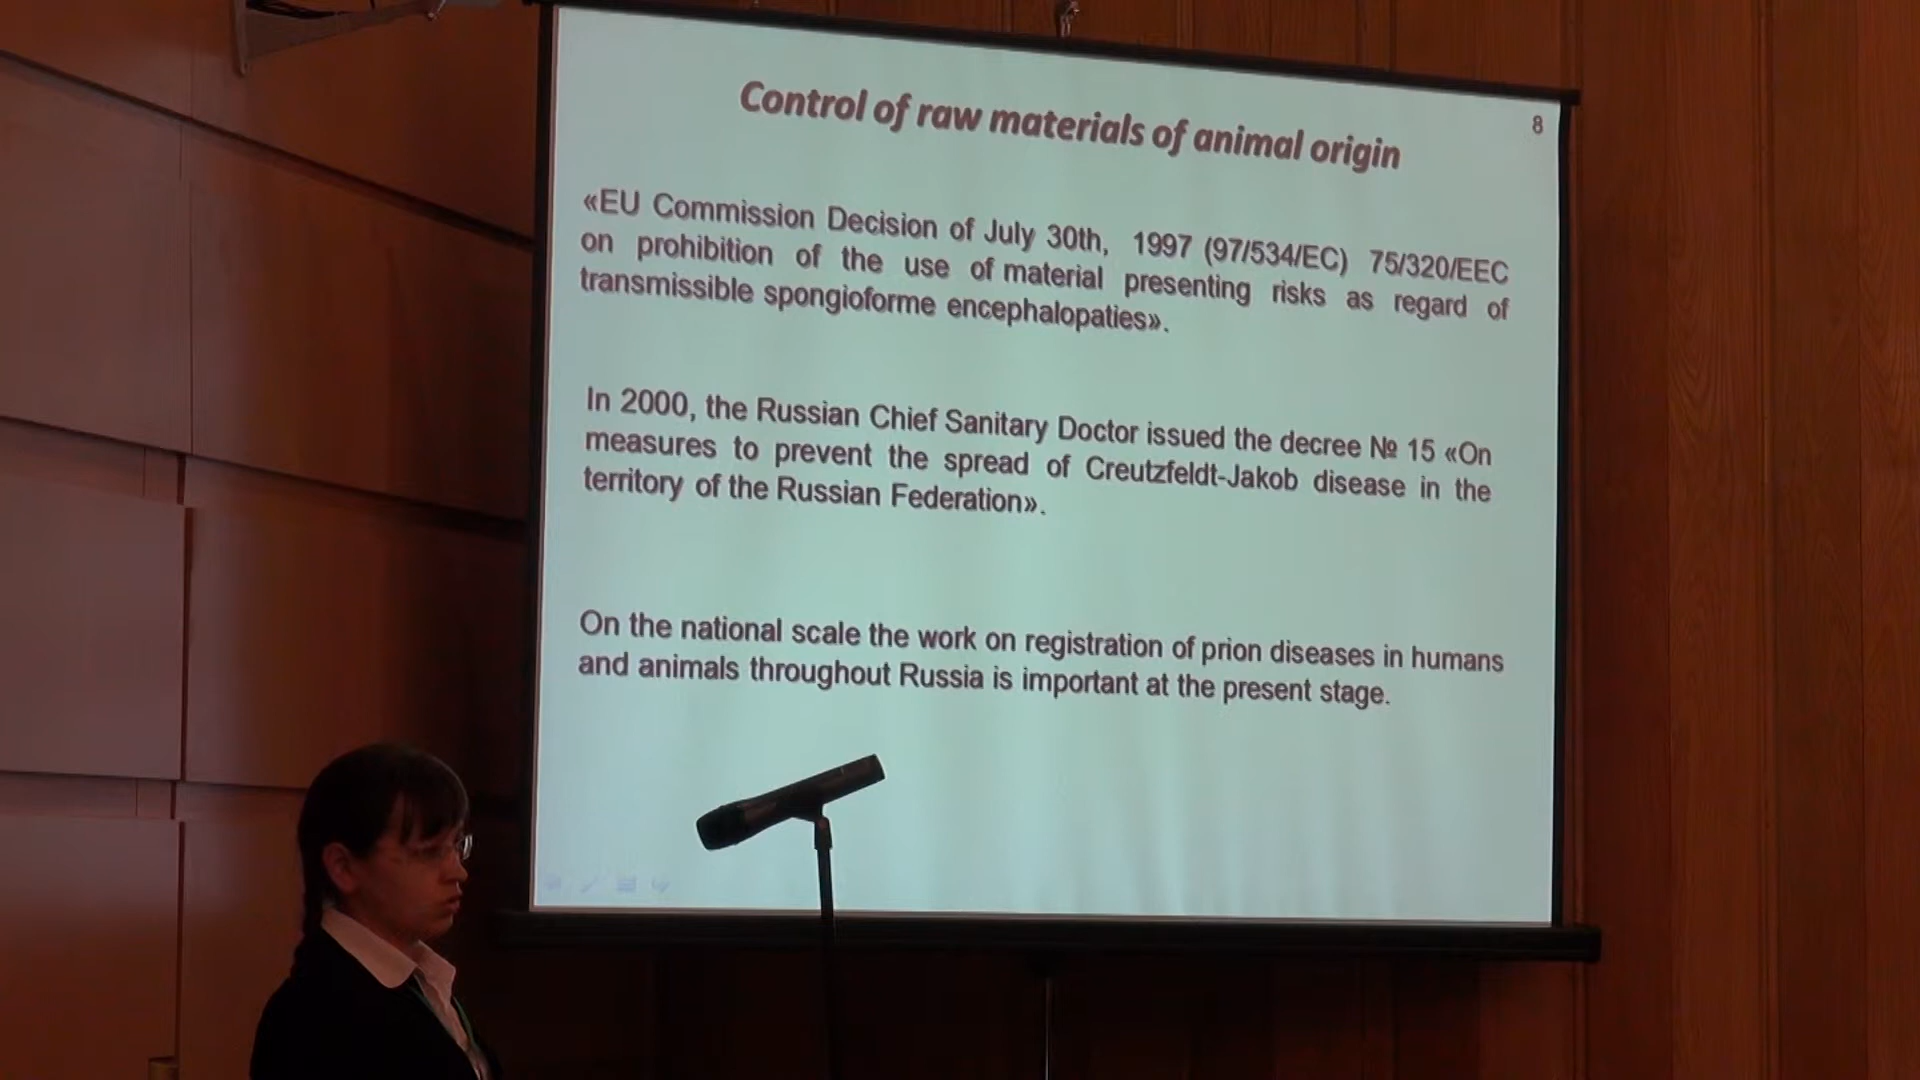 8
Control of raw materials of animal origin
«EU Commission Decision of July 30th, 1997 (97/534/EC) 75/320/EEC
on prohibition of the use of material presenting risks as regard of
transmissible spongioforme encephalopaties».
In 2000, the Russian Chief Sanitary Doctor issued the decree № 15 «On
measures to prevent the spread of Creutzfeldt-Jakob disease in the
territory of the Russian Federation».
On the national scale the work on registration of prion diseases in humans
and animals throughout Russia is important at the present stage.